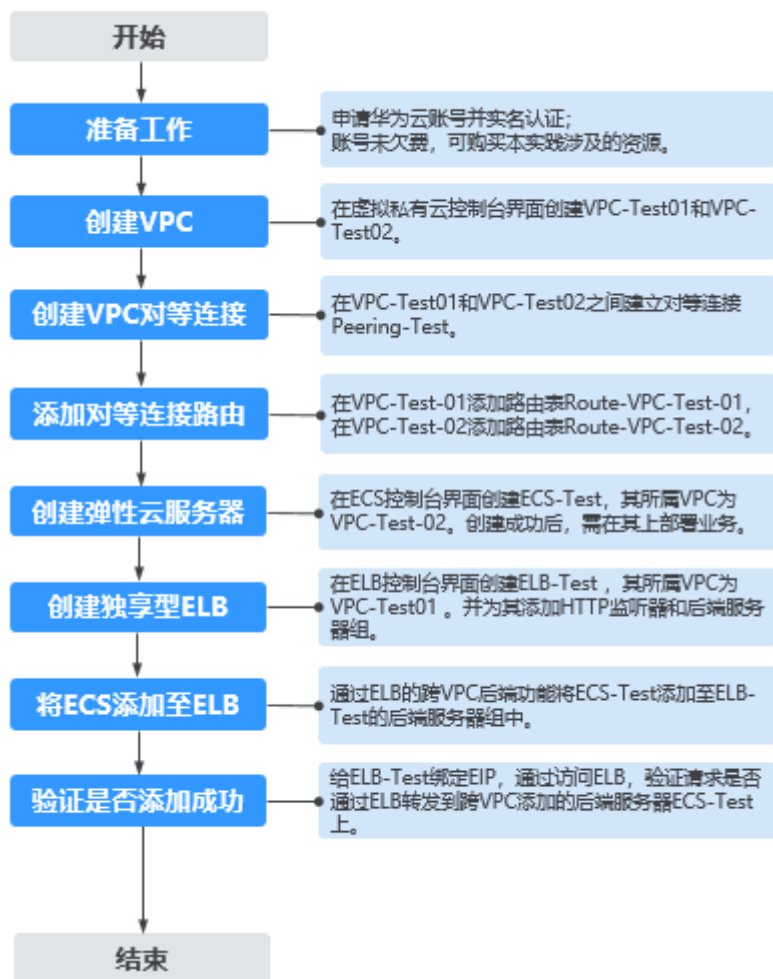 开始
准备工作
申请华为云账号并实名认证；
账号未欠费，可购买本实践涉及的资源。
创建VPC
在虚拟私有云控制台界面创建VPC-Test01和VPC-
Test02。
创建VPC对等连接
在VPC-Test01和VPC-Test02之间建立对等连接
Peering-Test。
添加对等连接路由
在VPC-Test-01添加路由表Route-VPC-Test-01，
在VPC-Test-02添加路由表Route-VPC-Test-02。
创建弹性云服务器
在ECS控制台界面创建ECS-Test，其所属VPC为
VPC-Test-02。创建成功后，需在其上部署业务。
创建独享型ELB
在ELB控制台界面创建ELB-Test ，其所属VPC为
VPC-Test01 。并为其添加HTTP监听器和后端服务
器组。
将ECS添加至ELB
通过ELB的跨VPC后端功能将ECS-Test添加至ELB-
Test的后端服务器组中。
验证是否添加成功
给ELB-Test绑定EIP，通过访问ELB，验证请求是否
通过ELB转发到跨VPC添加的后端服务器ECS-Test
上。
结束